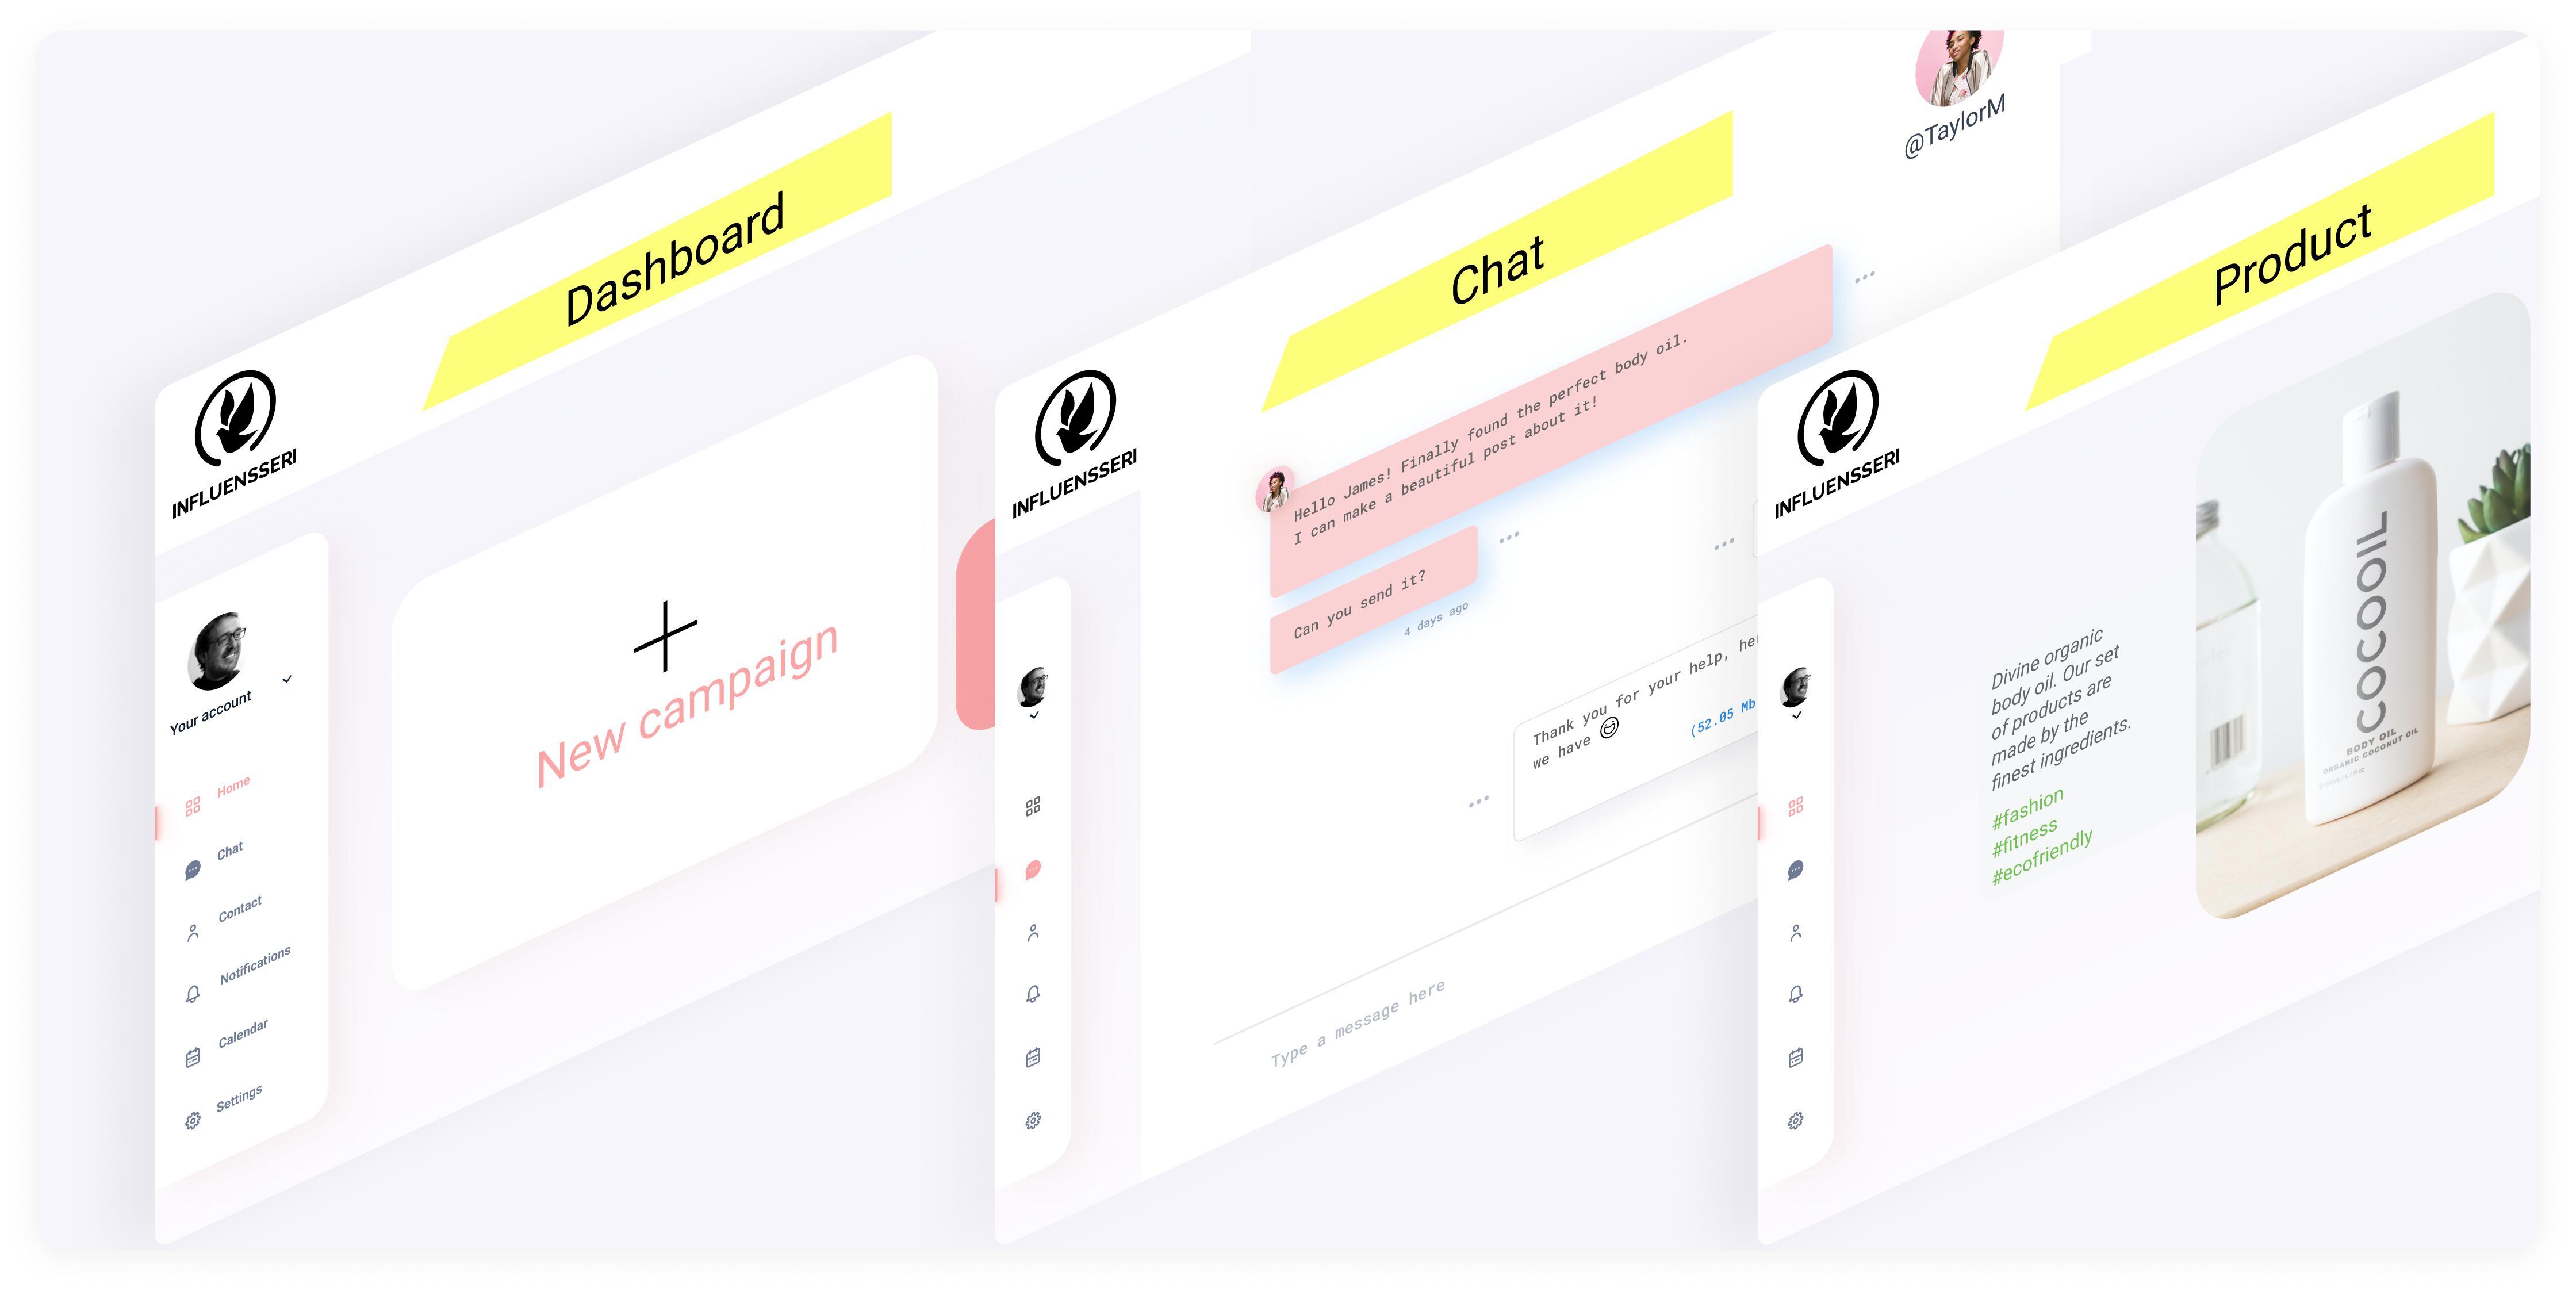 Dashboard
INFLUENSSERI
Your account
Home
Chat
Contact
Notifications
Calendar
Settings
New campaign
Chat
@TaylorM
INFLUENSSERI
Hello James! Finally found the perfect body oil.
I can make a beautiful post about it!
Can you send it?
4 days ago
Thank you for your help,
we have
(52.05 Mb
Type a message here
Product
INFLUENSSERI
Divine organic
body oil. Our set
of products are
made by the
finest ingredients.
#fashion
#fitness
#ecofriendly
COCOOIL
BODY OIL
ORGANIC COCONUT OIL